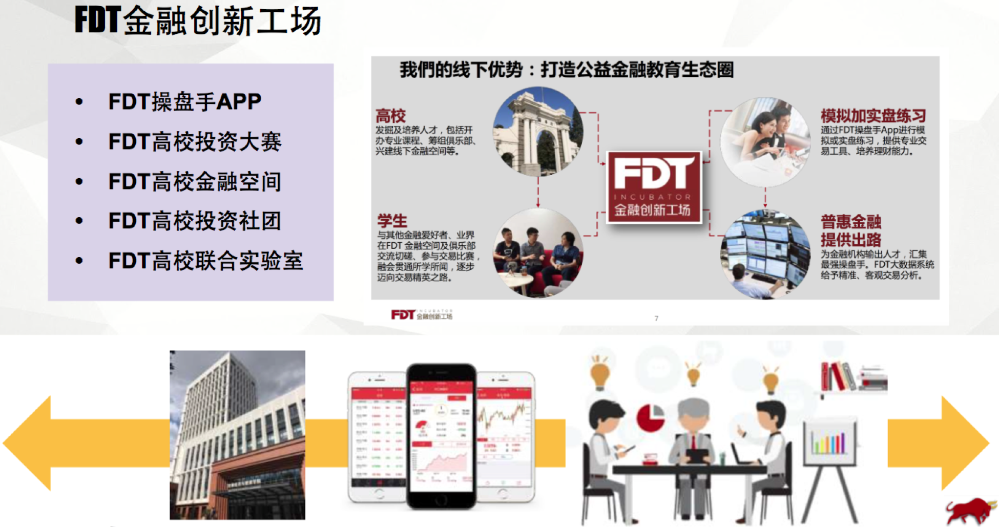 FDT金融创新工场
• FDT操盘手APP
• FDT高校投资大赛
• FDT高校金融空间
• FDT高校投资社团
• FDT高校联合实验室
我們的线下优势：打造公益金融教育生态圈
高校
发掘及培养人才，包括开
办专业课程、筹组俱乐部、
兴建线下金融空间等。
学生
与其他金融爱好者、业界
在FDT 金融空间及俱乐部
交流切磋、参与交易比赛，
融会贯通所学所闻，逐步
迈向交易精英之路。
FDT
INCUBATOR
金融创新工场
模拟加实盘练习
通过FDT操盘手App进行模
拟或实盘练习，提供专业交
易工具、培养理财能力。
普惠金融
提供出路
为金融机构输出人才，汇集
最强操盘手。FDT大数据系统
给予精准、客观交易分析。
FDT INCUBATOR
金融创新工场
7